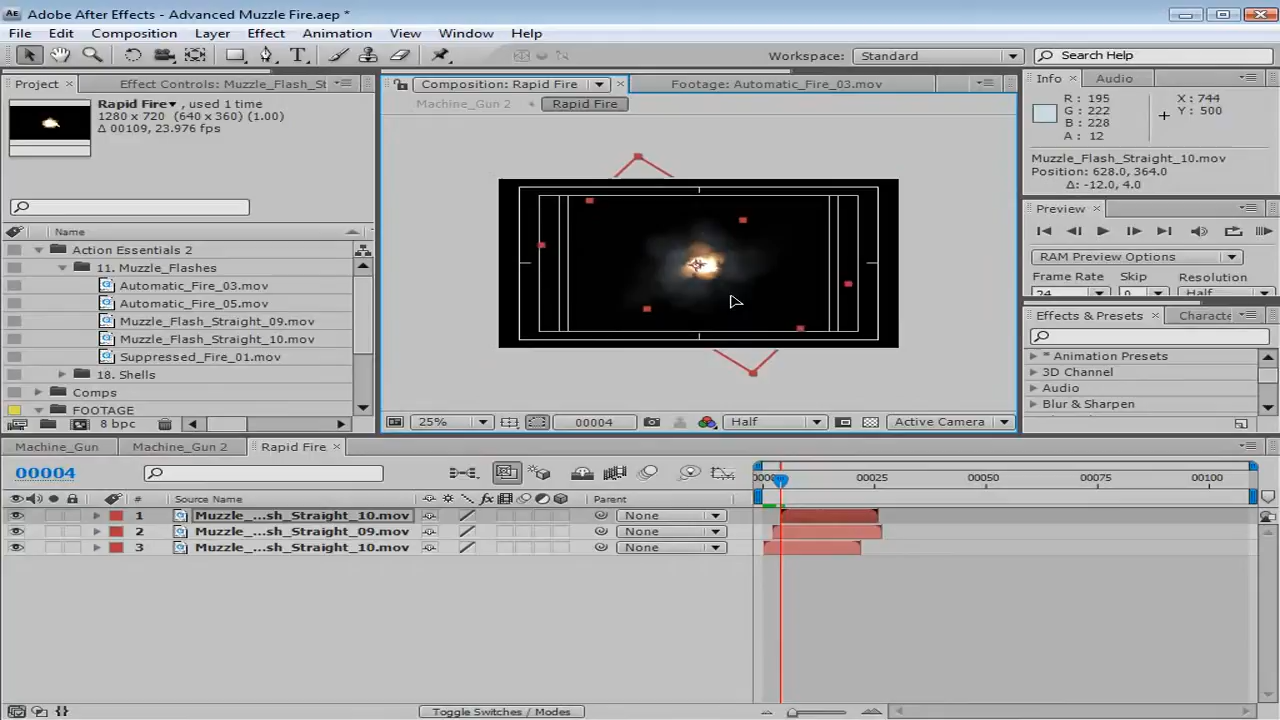 Adobe After Effects - Advanced Muzzle Fire.aep *
File Edit Composition Layer Effect Animation View Window Help
Workspace: Standard Search Help
Project × Effect Controls: Muzzle_Flash_St
Composition: Rapid Fire × Footage: Automatic_Fire_03.mov
Info × Audio
Machine_Gun 2 Rapid Fire
Rapid Fire▼, used 1 time
1280 x 720 (640 x 360) (1.00)
Δ 00109, 23.976 fps
R : 195
G : 222
B : 228
A : 12
X : 744
Y : 500
Muzzle_Flash_Straight_10.mov
Position: 628.0, 364.0
Δ: -12.0, 4.0
Preview ×
RAM Preview Options
Frame Rate Skip Resolution
24 0 Half
Effects & Presets × Characte
* Animation Presets
3D Channel
Audio
Blur & Sharpen
Name
Action Essentials 2
11. Muzzle_Flashes
Automatic_Fire_03.mov
Automatic_Fire_05.mov
Muzzle_Flash_Straight_09.mov
Muzzle_Flash_Straight_10.mov
Suppressed_Fire_01.mov
18. Shells
Comps
FOOTAGE
8 bpc
25% 00004 Half Active Camera
Machine_Gun Machine_Gun 2 Rapid Fire ×
00004
00025 00050 00075 00100
# Source Name Parent
1 Muzzle_...sh_Straight_10.mov None
2 Muzzle_...sh_Straight_09.mov None
3 Muzzle_...sh_Straight_10.mov None
Toggle Switches / Modes